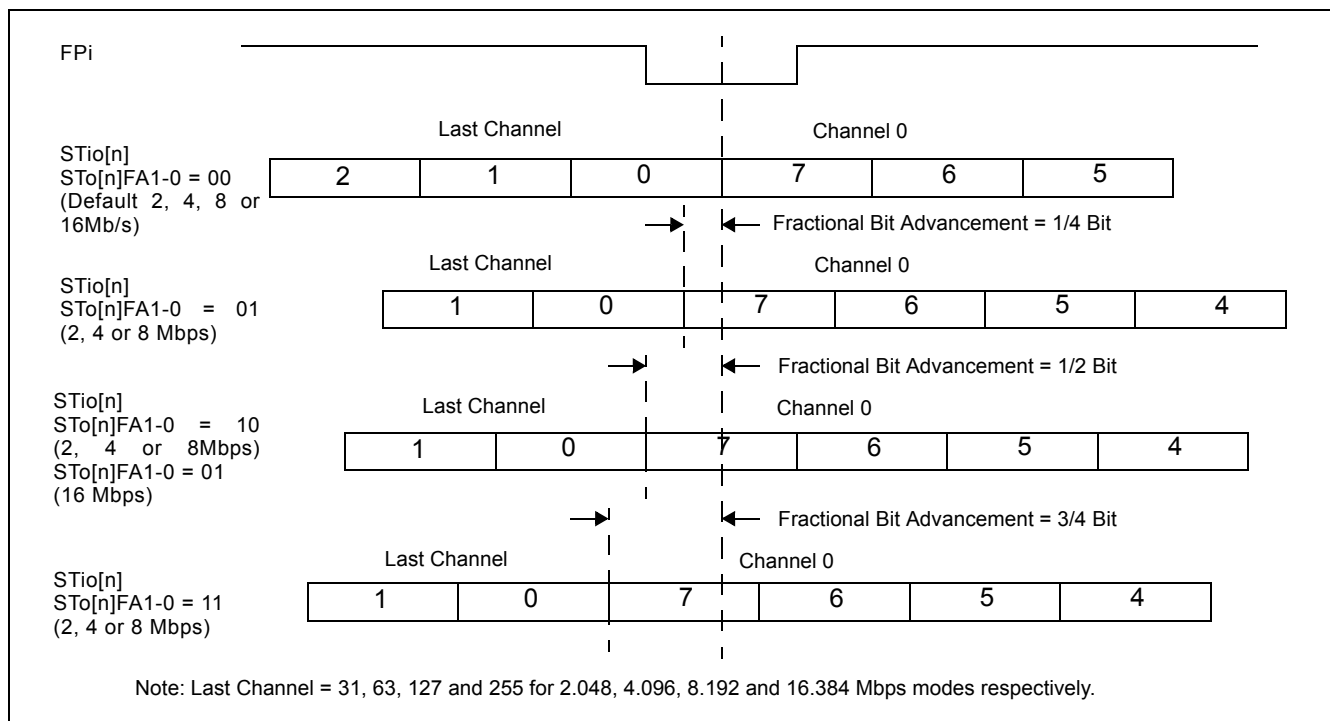 FPi
Last Channel
Channel 0
STio[n]
STo[n]FA1-0 = 00
(Default 2, 4, 8 or
16Mb/s)
2 1 0 7 6 5
Fractional Bit Advancement = 1/4 Bit
Last Channel
Channel 0
STio[n]
STo[n]FA1-0 = 01
(2, 4 or 8 Mbps)
1 0 7 6 5 4
Fractional Bit Advancement = 1/2 Bit
Last Channel
Channel 0
STio[n]
STo[n]FA1-0 = 10
(2, 4 or 8Mbps)
STo[n]FA1-0 = 01
(16 Mbps)
1 0 7 6 5 4
Fractional Bit Advancement = 3/4 Bit
Last Channel
Channel 0
STio[n]
STo[n]FA1-0 = 11
(2, 4 or 8 Mbps)
1 0 7 6 5 4
Note: Last Channel = 31, 63, 127 and 255 for 2.048, 4.096, 8.192 and 16.384 Mbps modes respectively.